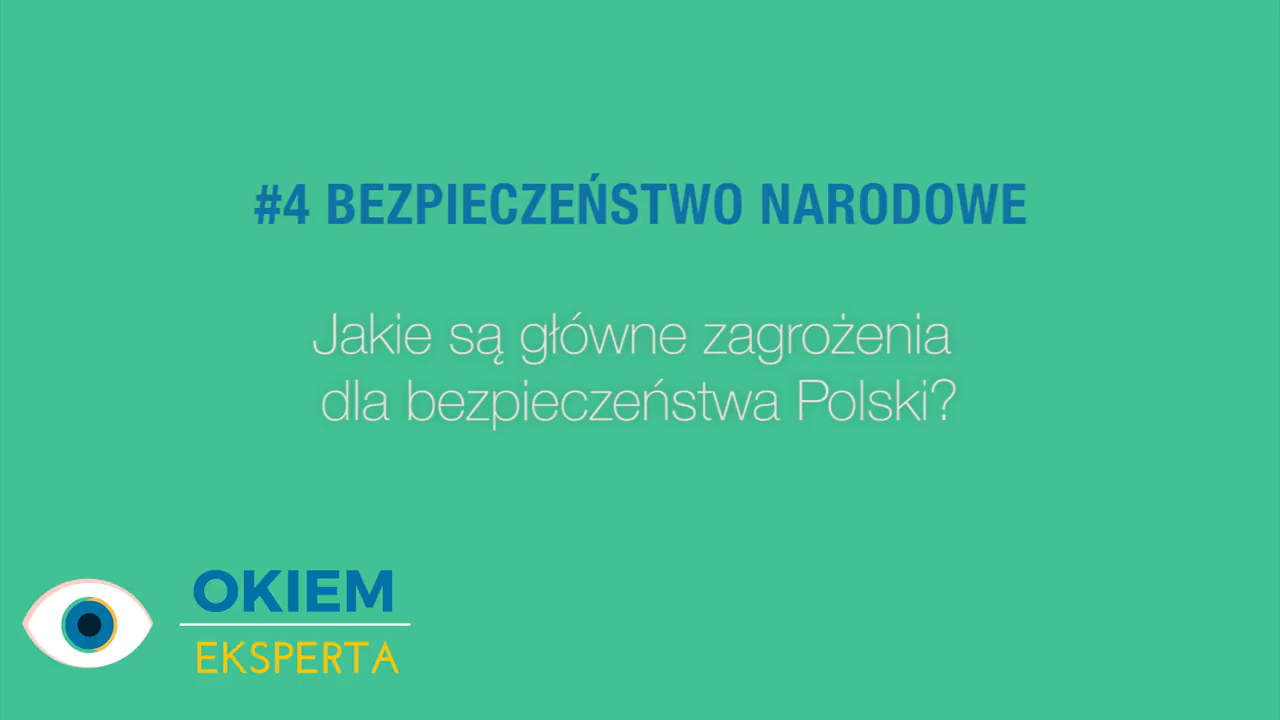 #4 BEZPIECZEŃSTWO NARODOWE
Jakie są główne zagrożenia
dla bezpieczeństwa Polski?
OKIEM
EKSPERTA